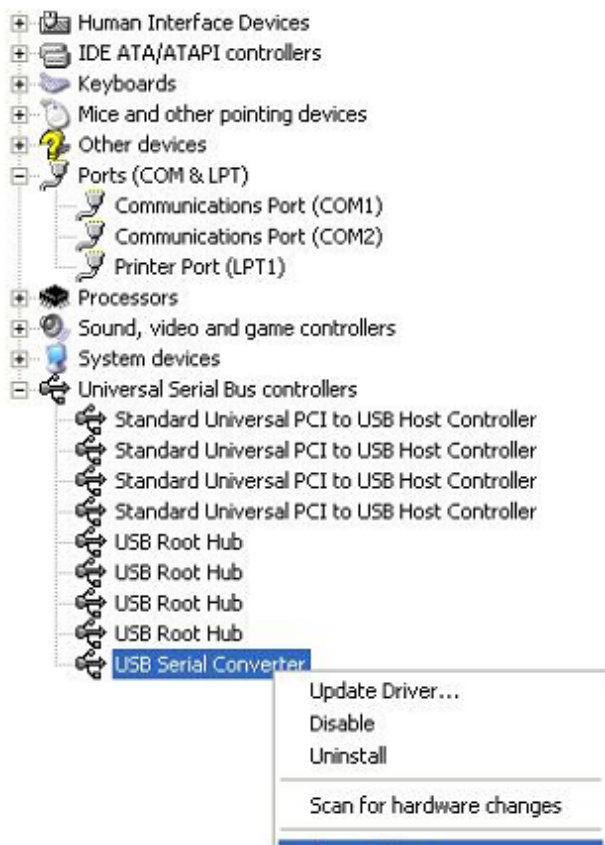 Human Interface Devices
IDE ATA/ATAPI controllers
Keyboards
Mice and other pointing devices
Other devices
Ports (COM & LPT)
Communications Port (COM1)
Communications Port (COM2)
Printer Port (LPT1)
Processors
Sound, video and game controllers
System devices
Universal Serial Bus controllers
Standard Universal PCI to USB Host Controller
Standard Universal PCI to USB Host Controller
Standard Universal PCI to USB Host Controller
Standard Universal PCI to USB Host Controller
USB Root Hub
USB Root Hub
USB Root Hub
USB Root Hub
USB Serial Converter
Update Driver...
Disable
Uninstall
Scan for hardware changes